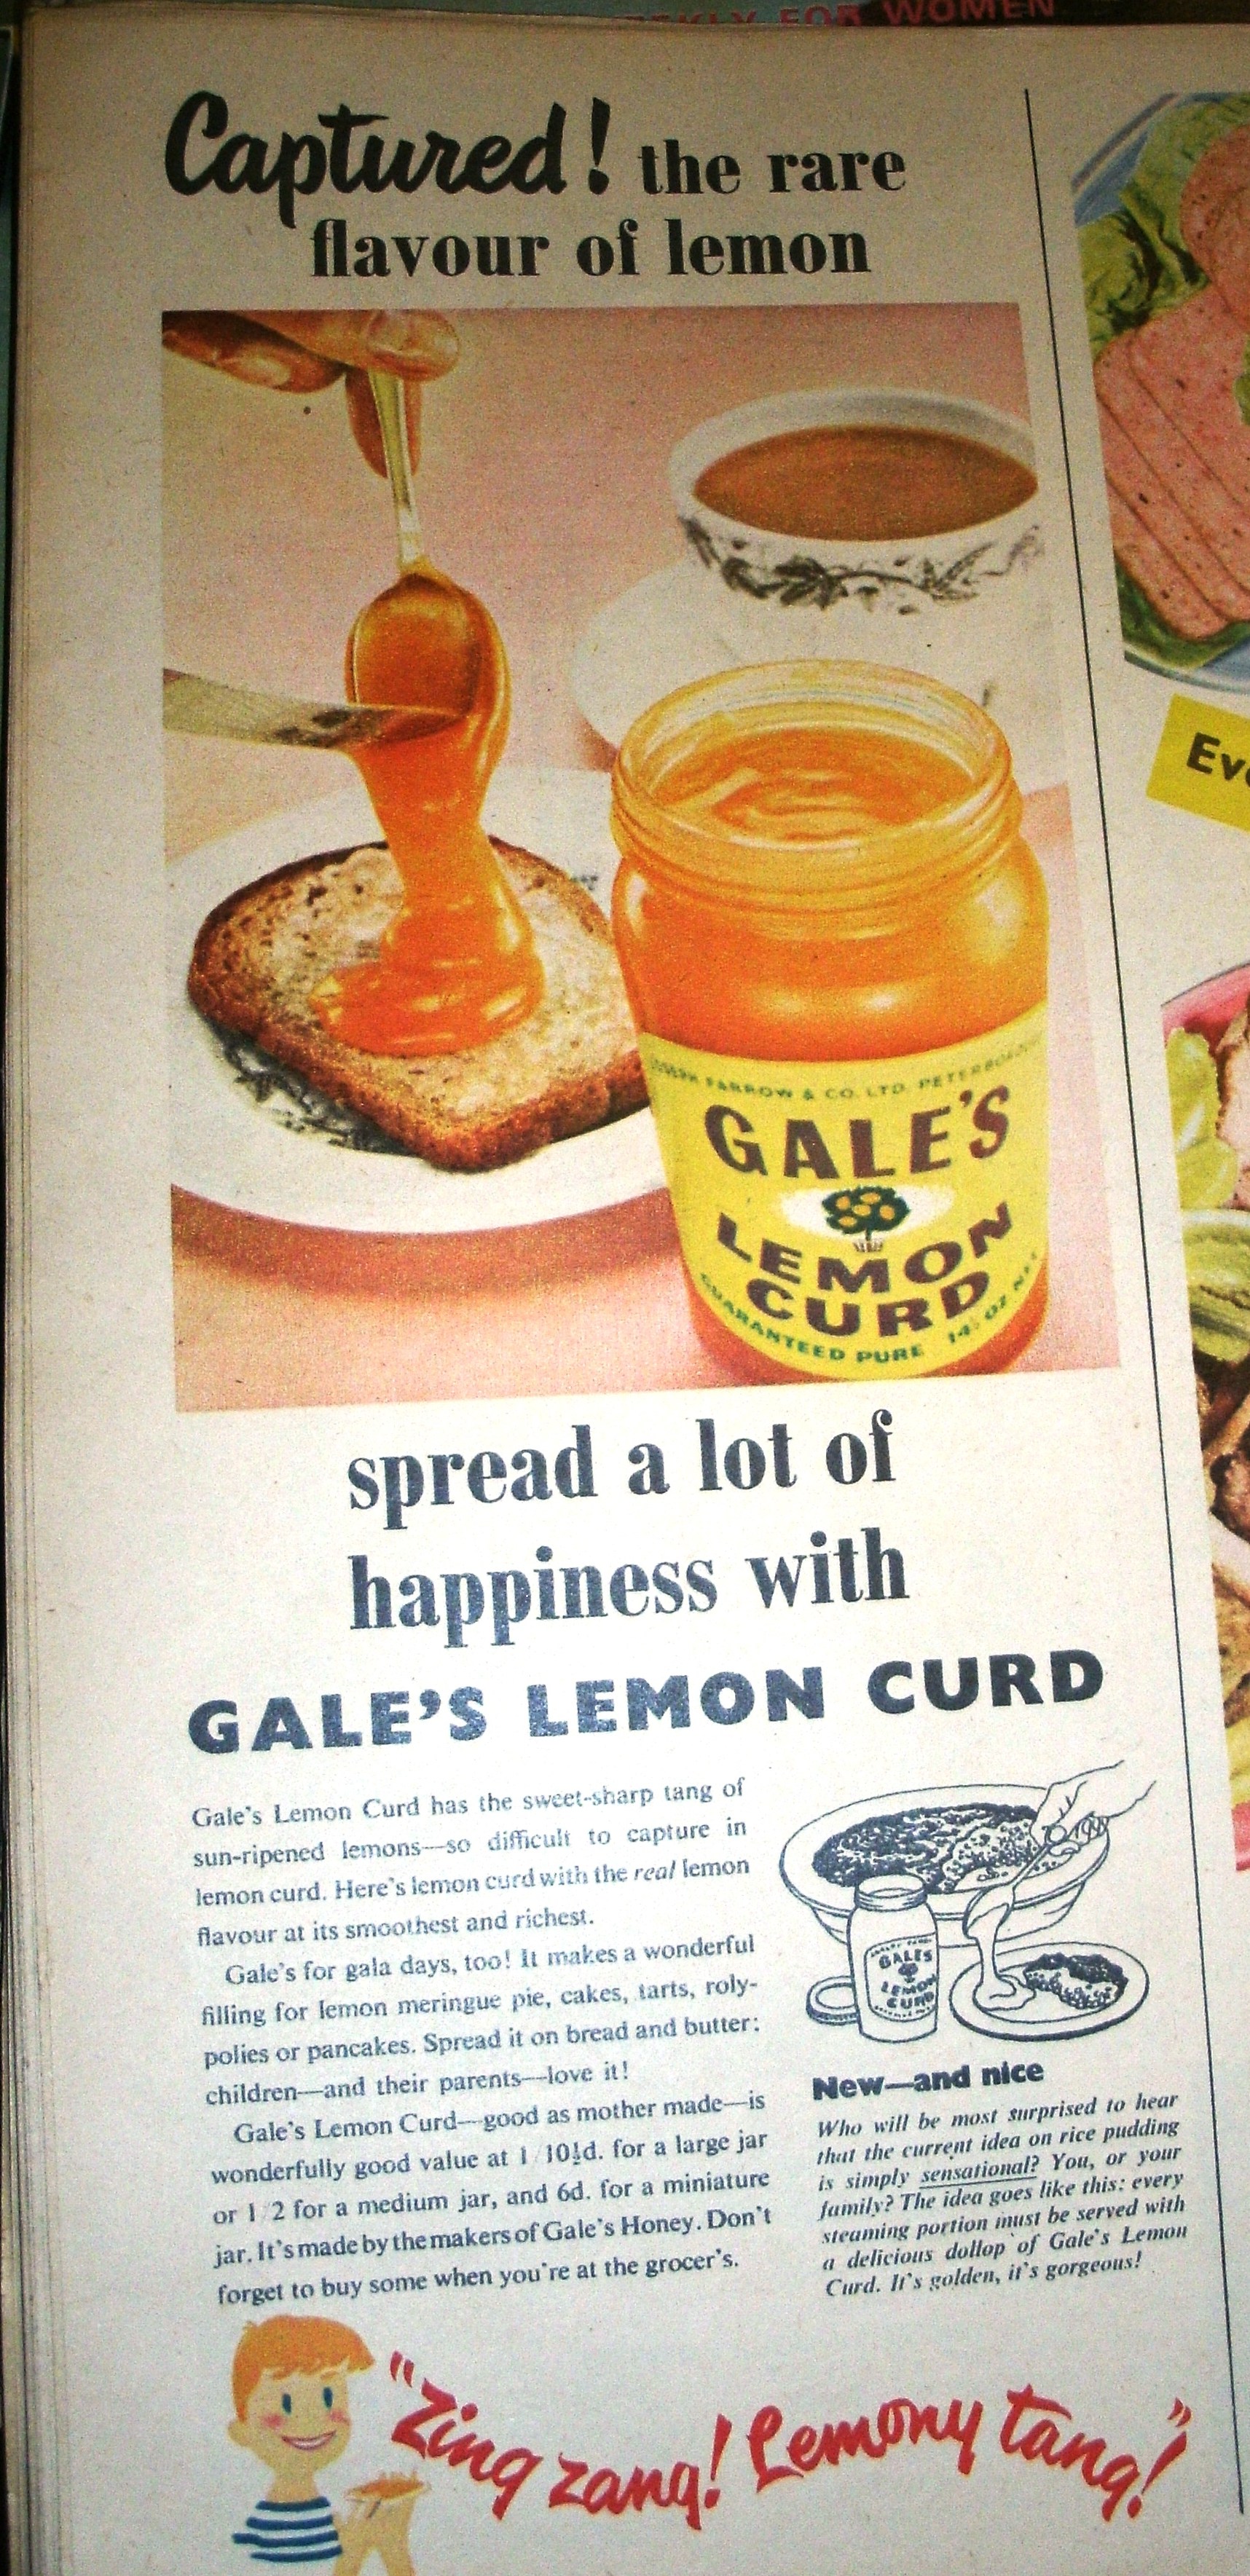 WEEKLY FOR WOMEN
Captured! the rare
flavour of lemon
JOSEPH FARROW & CO. LTD. PETERBOROUGH
GALE'S
LEMON
CURD
GUARANTEED PURE 14½ OZ NET
Eve
spread a lot of
happiness with
GALE'S LEMON CURD
Gale's Lemon Curd has the sweet-sharp tang of
sun-ripened lemons—so difficult to capture in
lemon curd. Here's lemon curd with the real lemon
flavour at its smoothest and richest.
Gale's for gala days, too! It makes a wonderful
filling for lemon meringue pie, cakes, tarts, roly-
polies or pancakes. Spread it on bread and butter:
children—and their parents—love it!
Gale's Lemon Curd—good as mother made—is
wonderfully good value at 1/10½d. for a large jar
or 1/2 for a medium jar, and 6d. for a miniature
jar. It's made by the makers of Gale's Honey. Don't
forget to buy some when you're at the grocer's.
GALE'S
LEMON
CURD
New—and nice
Who will be most surprised to hear
that the current idea on rice pudding
is simply sensational? You, or your
family? The idea goes like this: every
steaming portion must be served with
a delicious dollop of Gale's Lemon
Curd. It's golden, it's gorgeous!
"Zing zang! Lemony tang!"